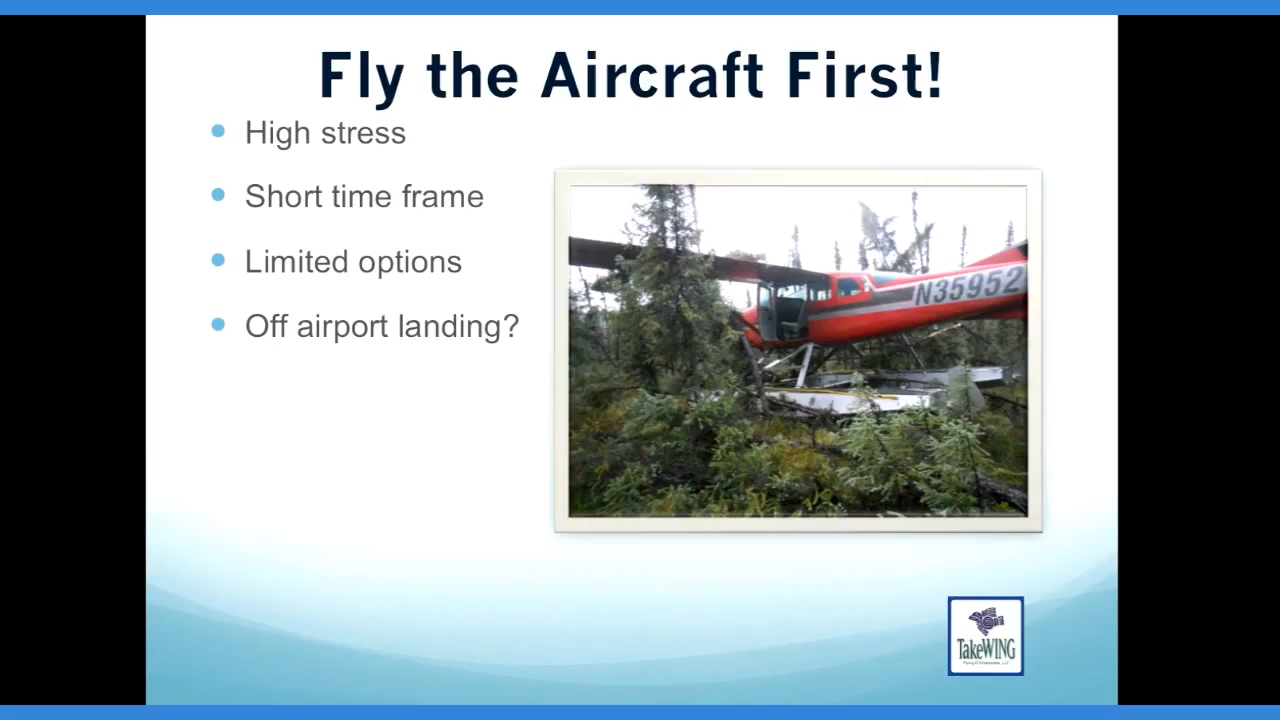 Fly the Aircraft First!
High stress
Short time frame
Limited options
Off airport landing?
N35952
TakeWING